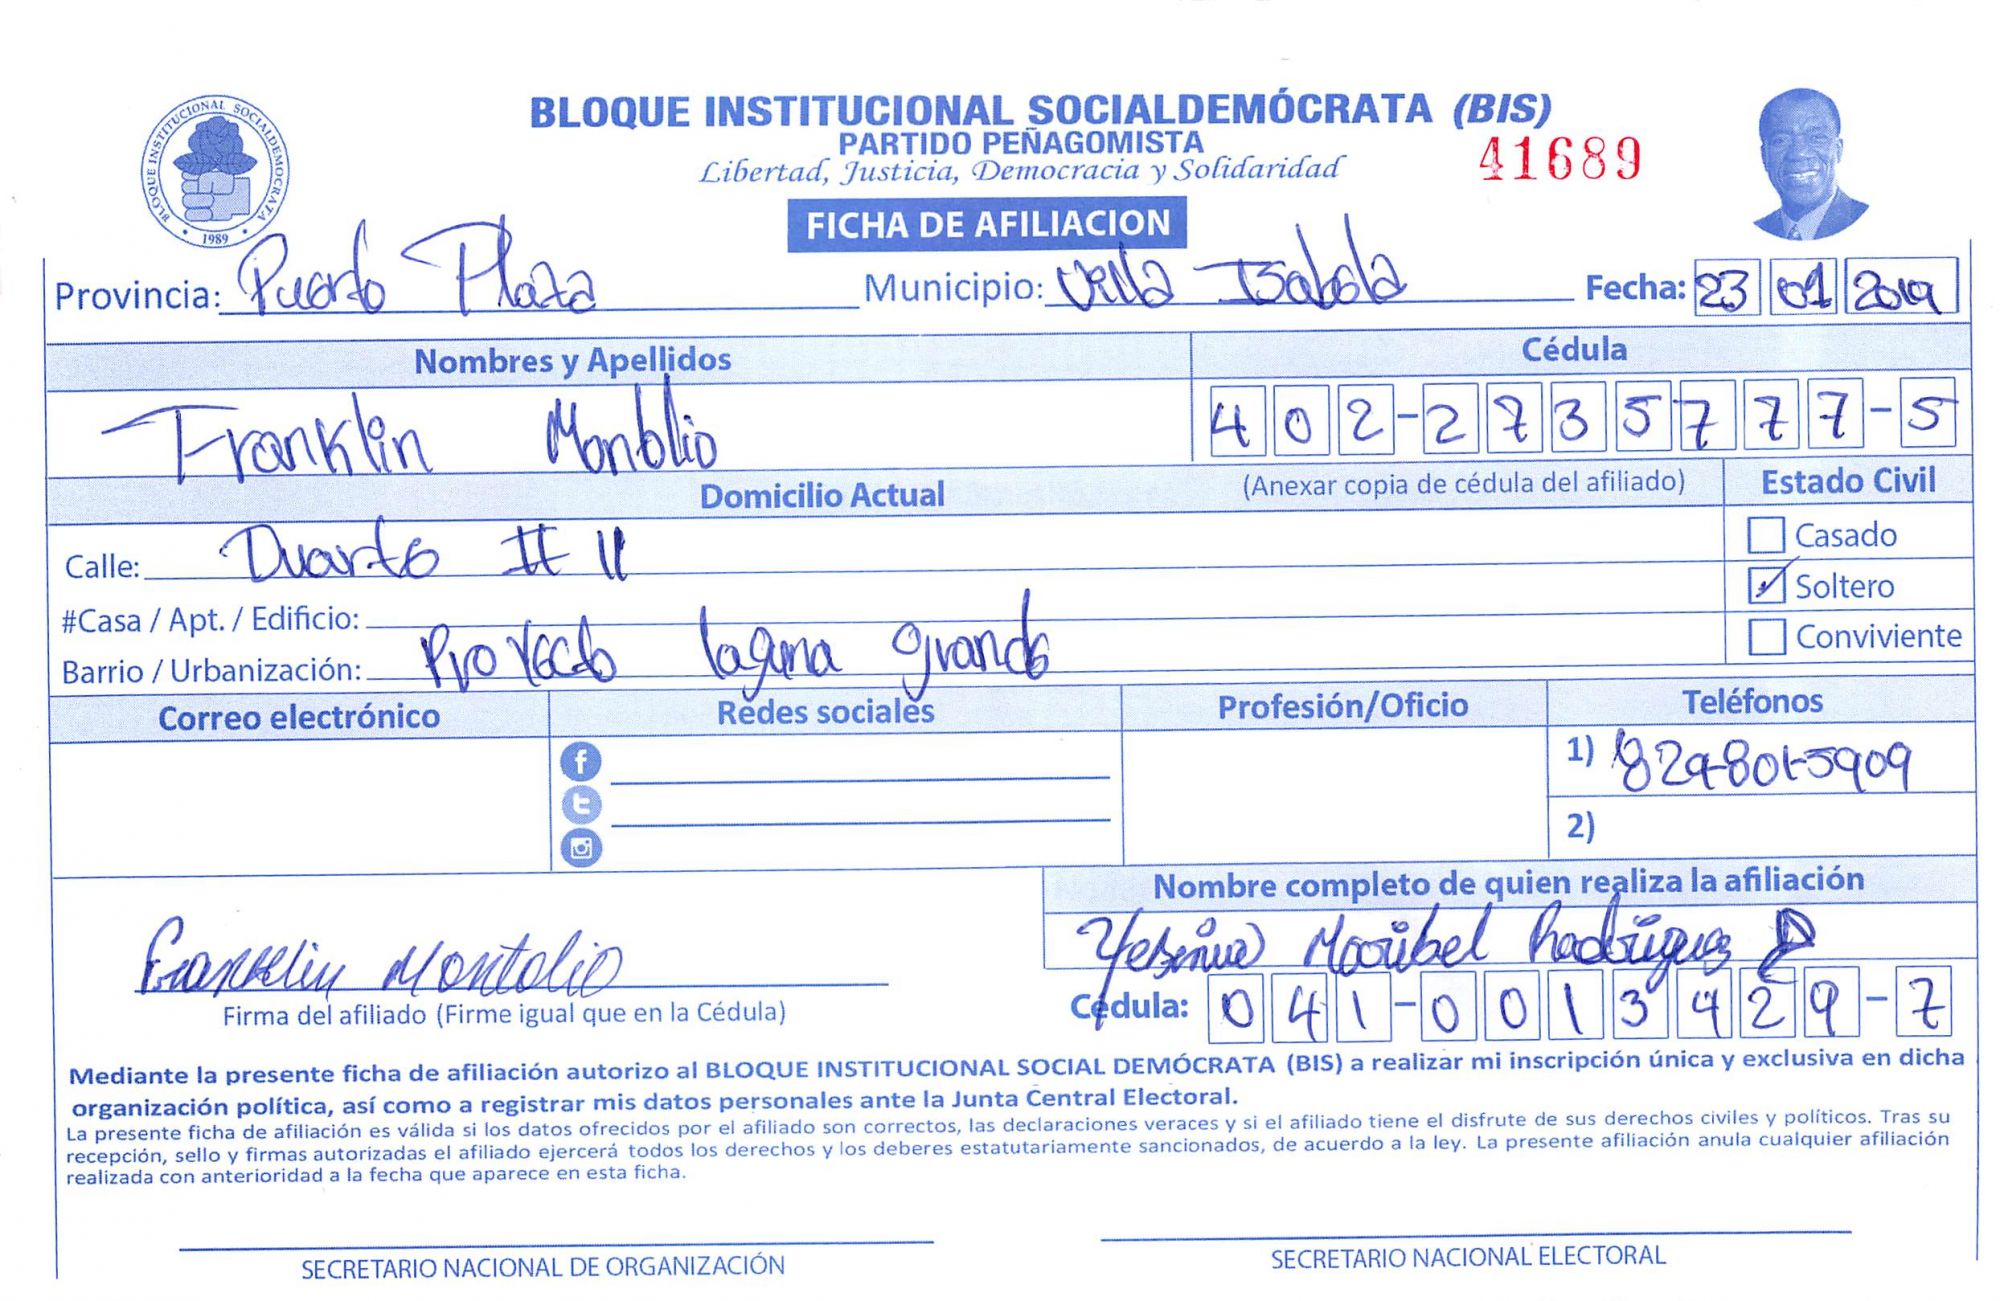 BLOQUE INSTITUCIONAL SOCIALDEMÓCRATA (BIS)
PARTIDO PEÑAGOMISTA
Libertad, Justicia, Democracia y Solidaridad
41689
BLOQUE INSTITUCIONAL SOCIALDEMOCRATA
1989
FICHA DE AFILIACION
Provincia: Puerto Plata Municipio: Villa Isabela Fecha: 23 01 2019
Nombres y Apellidos Cédula
Franklin Montolio 402-2735777-5
Domicilio Actual (Anexar copia de cédula del afiliado) Estado Civil
Calle: Duarte # 11 Casado
#Casa / Apt. / Edificio: Soltero
Barrio / Urbanización: Proyecto laguna grande Conviviente
Correo electrónico Redes sociales Profesión/Oficio Teléfonos
1) 829-801-5909
2)
Nombre completo de quien realiza la afiliación
Franklin Montolio Maribel Rodriguez
Firma del afiliado (Firme igual que en la Cédula) Cédula: 041-0013929-7
Mediante la presente ficha de afiliación autorizo al BLOQUE INSTITUCIONAL SOCIAL DEMÓCRATA (BIS) a realizar mi inscripción única y exclusiva en dicha
organización política, así como a registrar mis datos personales ante la Junta Central Electoral.
La presente ficha de afiliación es válida si los datos ofrecidos por el afiliado son correctos, las declaraciones veraces y si el afiliado tiene el disfrute de sus derechos civiles y políticos. Tras su
recepción, sello y firmas autorizadas el afiliado ejercerá todos los derechos y los deberes estatutariamente sancionados, de acuerdo a la ley. La presente afiliación anula cualquier afiliación
realizada con anterioridad a la fecha que aparece en esta ficha.
SECRETARIO NACIONAL DE ORGANIZACIÓN SECRETARIO NACIONAL ELECTORAL